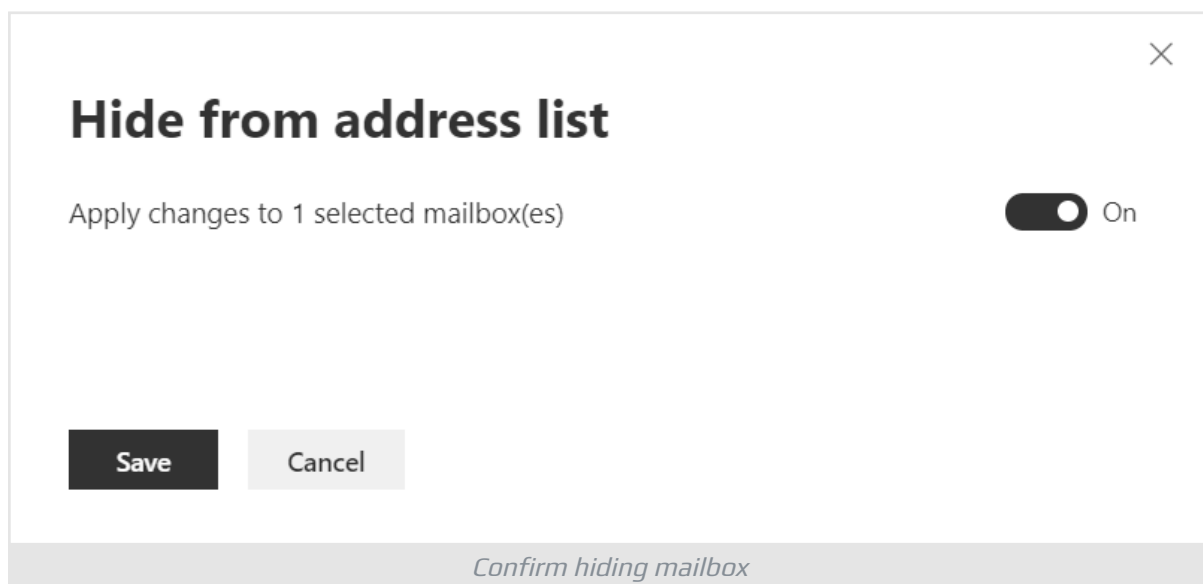 Hide from address list
Apply changes to 1 selected mailbox(es)
On
Save
Cancel
Confirm hiding mailbox